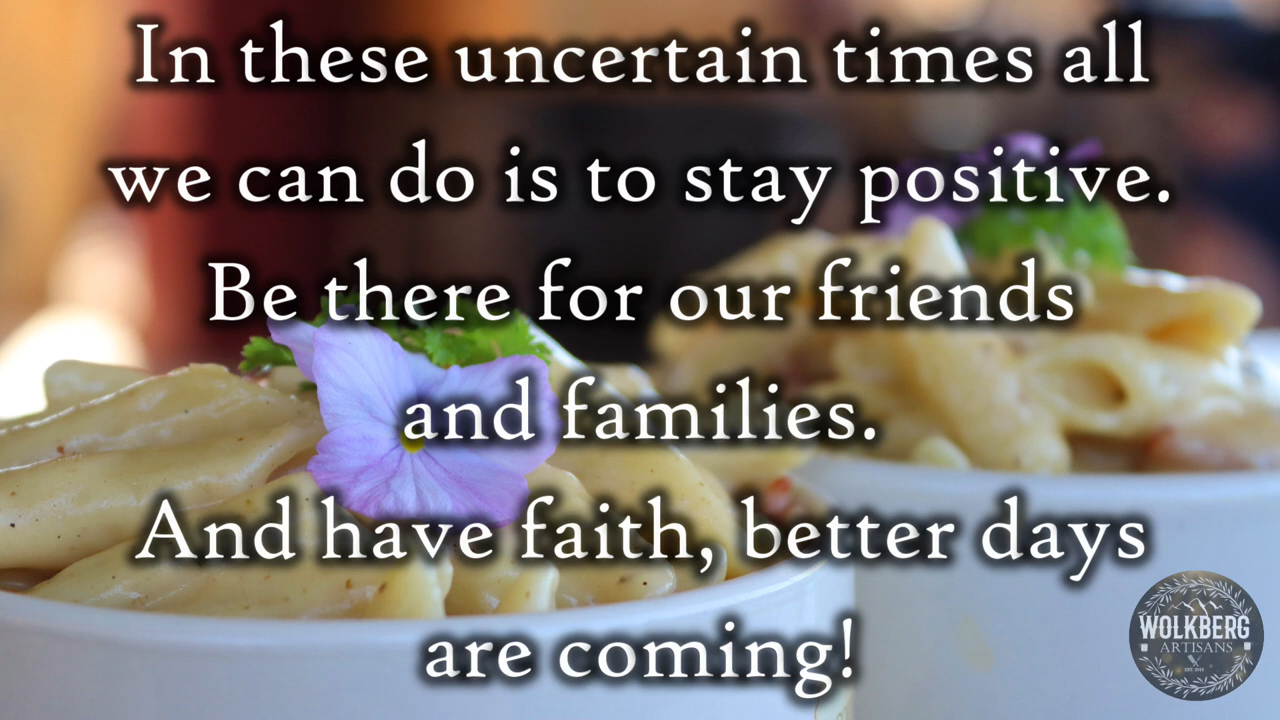 In these uncertain times all
we can do is to stay positive.
Be there for our friends
and families.
And have faith, better days
are coming!
WOLKBERG
ARTISANS